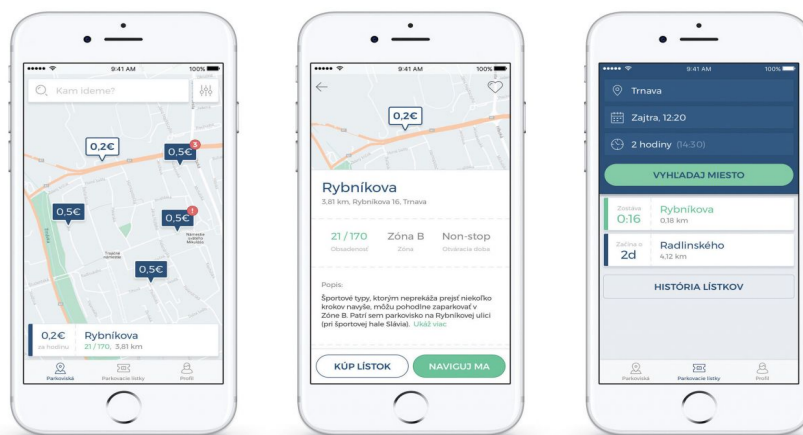 9:41 AM
100%
Kam ideme?
0,2€
0,5€
3
0,5€
0,5€
1
0,5€
0,2€
za hodinu
Rybníkova
21 / 170, 3,81 km
Parkoviská
Parkovacie lístky
Profil
9:41 AM
100%
0,2€
Rybníkova
3,81 km, Rybníkova 16, Trnava
21 / 170
Obsadenosť
Zóna B
Zóna
Non-stop
Otváracia doba
Popis:
Športové typy, ktorým neprekáža prejsť niekoľko
krokov navyše, môžu pohodlne zaparkovať v
Zóne B. Patrí sem parkovisko na Rybníkovej ulici
(pri športovej hale Slávia). Ukáž viac
KÚP LÍSTOK
NAVIGUJ MA
9:41 AM
100%
Trnava
Zajtra, 12:20
2 hodiny (14:30)
VYHĽADAJ MIESTO
Zostáva
0:16
Rybníkova
0,18 km
Začína o
2d
Radlinského
4,12 km
HISTÓRIA LÍSTKOV
Parkoviská
Parkovacie lístky
Profil